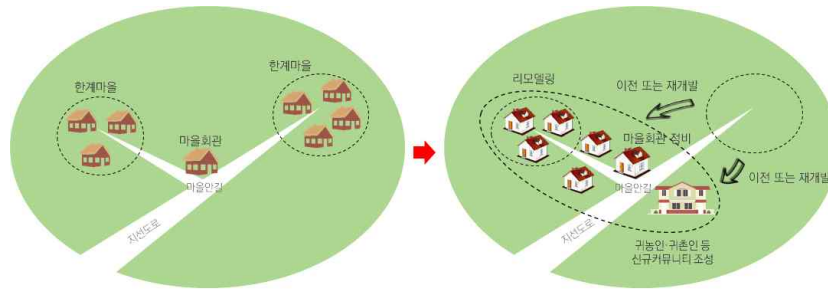 한계마을
한계마을
마을회관
마을안길
지선도로
리모델링
이전 또는 재개발
마을회관 정비
마을안길
이전 또는 재개발
지선도로
귀농인·귀촌인 등
신규커뮤니티 조성